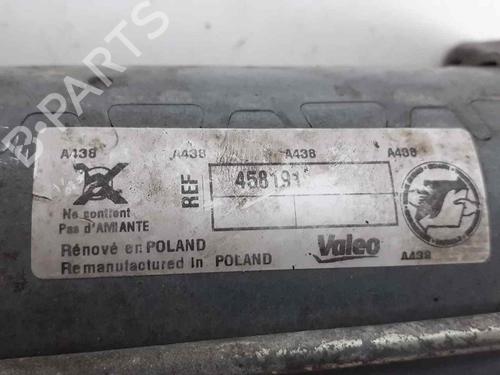 B-PARTS
A438 A438 A438 A438
REF 458191
Ne contient
Pas d'AMIANTE
Rénové en POLAND
Remanufactured in POLAND
Valeo
A438